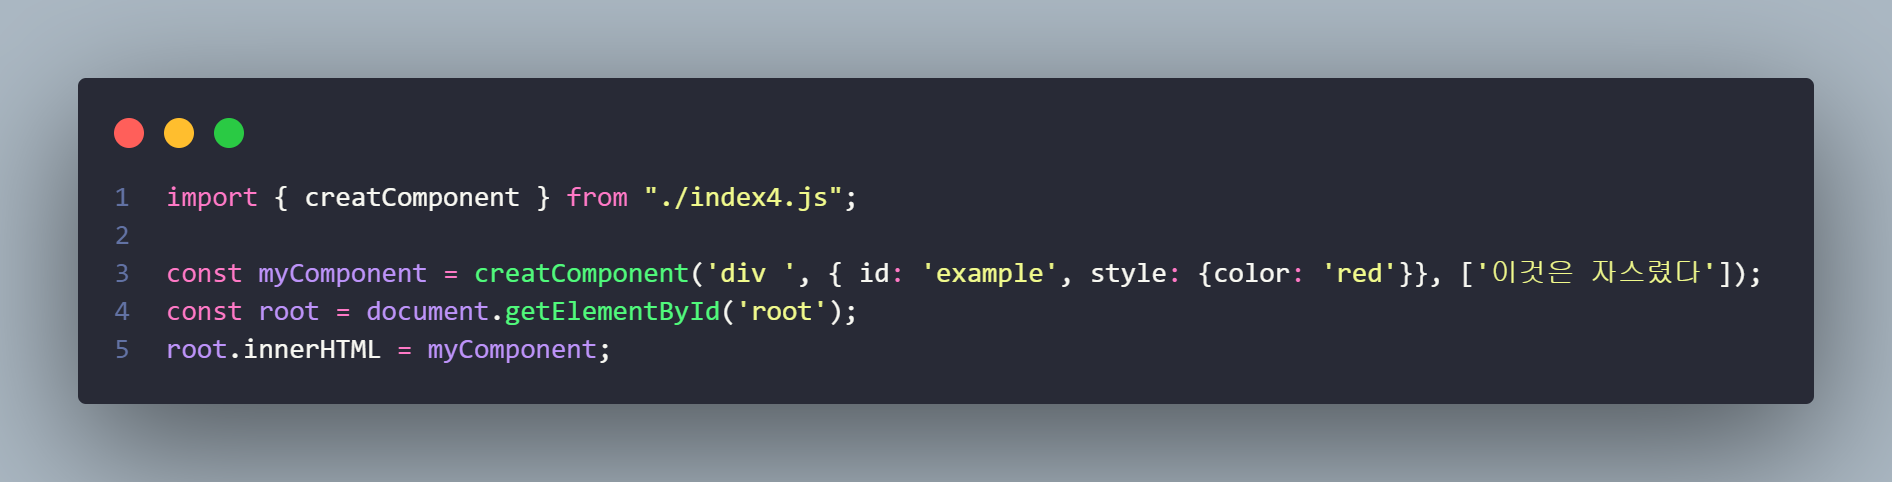 1 import { creatComponent } from "./index4.js";
2
3 const myComponent = creatComponent('div ', { id: 'example', style: {color: 'red'}}, ['이것은 자스렸다']);
4 const root = document.getElementById('root');
5 root.innerHTML = myComponent;